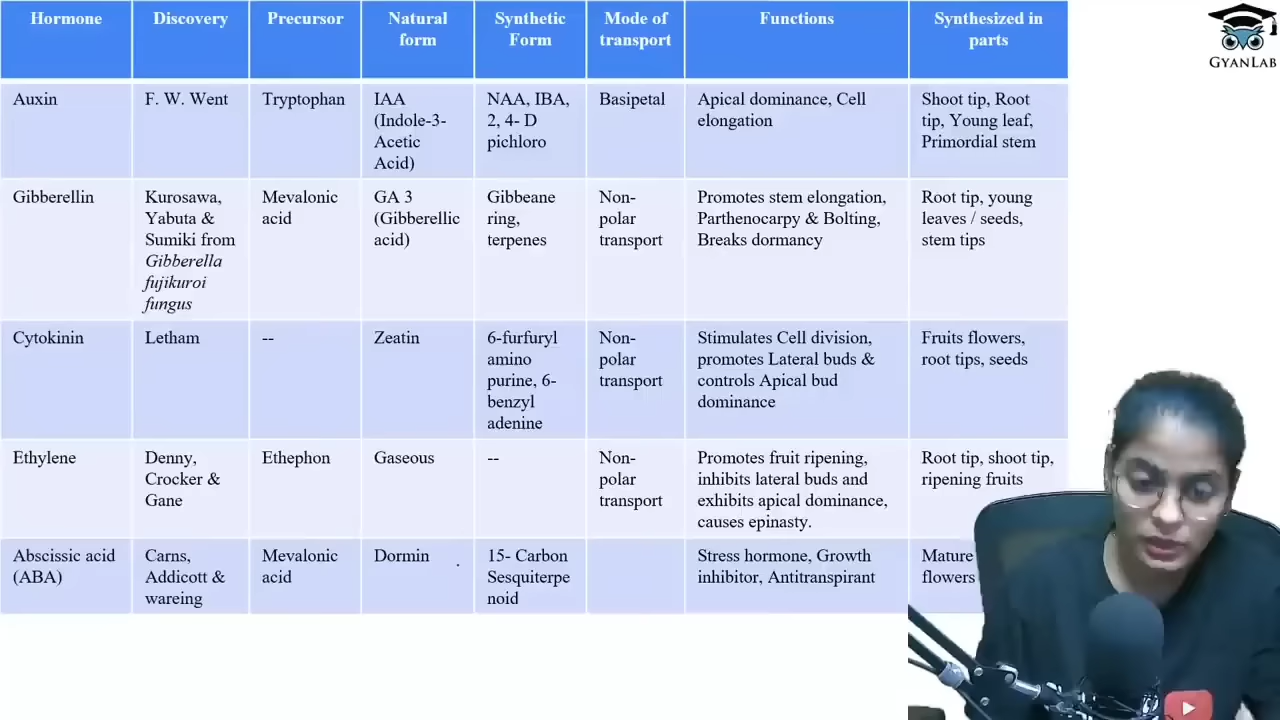 Hormone
Discovery
Precursor
Natural
form
Synthetic
Form
Mode of
transport
Functions
Synthesized in
parts
GYANLAB
Auxin
F. W. Went
Tryptophan
IAA
(Indole-3-
Acetic
Acid)
NAA, IBA,
2, 4- D
pichloro
Basipetal
Apical dominance, Cell
elongation
Shoot tip, Root
tip, Young leaf,
Primordial stem
Gibberellin
Kurosawa,
Yabuta &
Sumiki from
Gibberella
fujikuroi
fungus
Mevalonic
acid
GA 3
(Gibberellic
acid)
Gibbeane
ring,
terpenes
Non-
polar
transport
Promotes stem elongation,
Parthenocarpy & Bolting,
Breaks dormancy
Root tip, young
leaves / seeds,
stem tips
Cytokinin
Letham
--
Zeatin
6-furfuryl
amino
purine, 6-
benzyl
adenine
Non-
polar
transport
Stimulates Cell division,
promotes Lateral buds &
controls Apical bud
dominance
Fruits flowers,
root tips, seeds
Ethylene
Denny,
Crocker &
Gane
Ethephon
Gaseous
--
Non-
polar
transport
Promotes fruit ripening,
inhibits lateral buds and
exhibits apical dominance,
causes epinasty.
Root tip, shoot tip,
ripening fruits
Abscissic acid
(ABA)
Carns,
Addicott &
wareing
Mevalonic
acid
Dormin
15- Carbon
Sesquiterpe
noid
Stress hormone, Growth
inhibitor, Antitranspirant
Mature
flowers